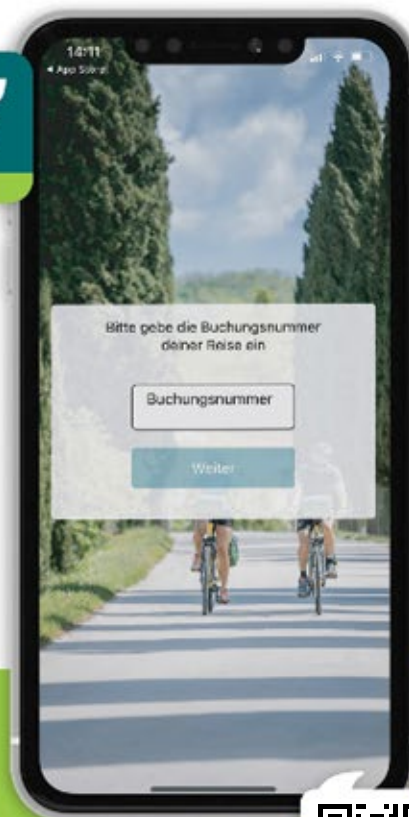 14:11
◀ App Store
Bitte gebe die Buchungsnummer
deiner Reise ein
Buchungsnummer
Weiter